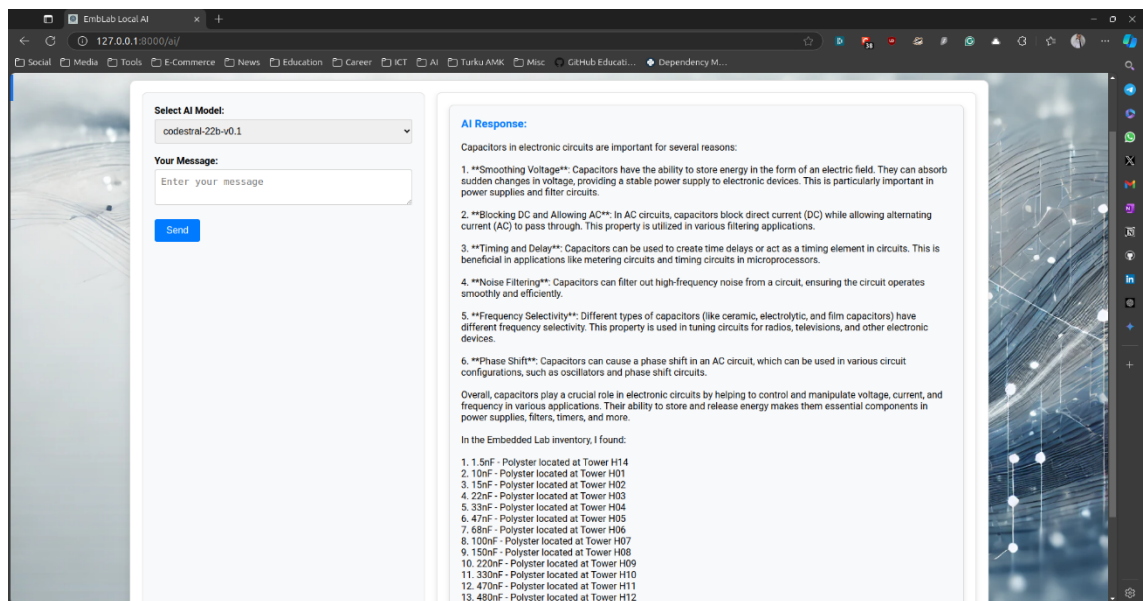 EmbLab Local AI
127.0.0.1:8000/ai/
38
Social Media Tools E-Commerce News Education Career ICT AI Turku AMK Misc GitHub Educati... Dependency M...
Select AI Model:
codestral-22b-v0.1
Your Message:
Enter your message
Send
AI Response:
Capacitors in electronic circuits are important for several reasons:
1. **Smoothing Voltage**: Capacitors have the ability to store energy in the form of an electric field. They can absorb
sudden changes in voltage, providing a stable power supply to electronic devices. This is particularly important in
power supplies and filter circuits.
2. **Blocking DC and Allowing AC**: In AC circuits, capacitors block direct current (DC) while allowing alternating
current (AC) to pass through. This property is utilized in various filtering applications.
3. **Timing and Delay**: Capacitors can be used to create time delays or act as a timing element in circuits. This is
beneficial in applications like metering circuits and timing circuits in microprocessors.
4. **Noise Filtering**: Capacitors can filter out high-frequency noise from a circuit, ensuring the circuit operates
smoothly and efficiently.
5. **Frequency Selectivity**: Different types of capacitors (like ceramic, electrolytic, and film capacitors) have
different frequency selectivity. This property is used in tuning circuits for radios, televisions, and other electronic
devices.
6. **Phase Shift**: Capacitors can cause a phase shift in an AC circuit, which can be used in various circuit
configurations, such as oscillators and phase shift circuits.
Overall, capacitors play a crucial role in electronic circuits by helping to control and manipulate voltage, current, and
frequency in various applications. Their ability to store and release energy makes them essential components in
power supplies, filters, timers, and more.
In the Embedded Lab inventory, I found:
1. 1.5nF - Polyster located at Tower H14
2. 10nF - Polyster located at Tower H01
3. 15nF - Polyster located at Tower H02
4. 22nF - Polyster located at Tower H03
5. 33nF - Polyster located at Tower H04
6. 47nF - Polyster located at Tower H05
7. 68nF - Polyster located at Tower H06
8. 100nF - Polyster located at Tower H07
9. 150nF - Polyster located at Tower H08
10. 220nF - Polyster located at Tower H09
11. 330nF - Polyster located at Tower H10
12. 470nF - Polyster located at Tower H11
13. 480nF - Polyster located at Tower H12